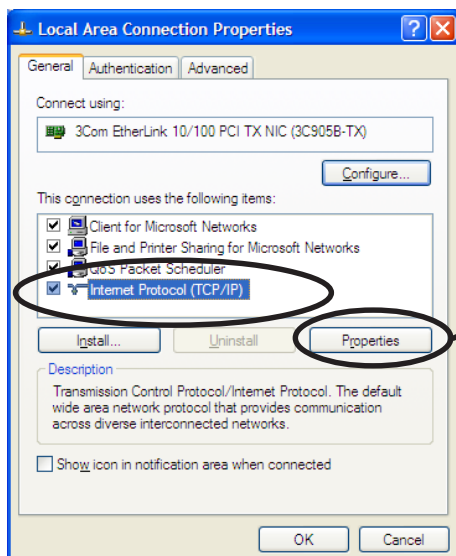 Local Area Connection Properties
General Authentication Advanced
Connect using:
3Com EtherLink 10/100 PCI TX NIC (3C905B-TX)
Configure...
This connection uses the following items:
Client for Microsoft Networks
File and Printer Sharing for Microsoft Networks
QoS Packet Scheduler
Internet Protocol (TCP/IP)
Install... Uninstall Properties
Description
Transmission Control Protocol/Internet Protocol. The default
wide area network protocol that provides communication
across diverse interconnected networks.
Show icon in notification area when connected
OK Cancel